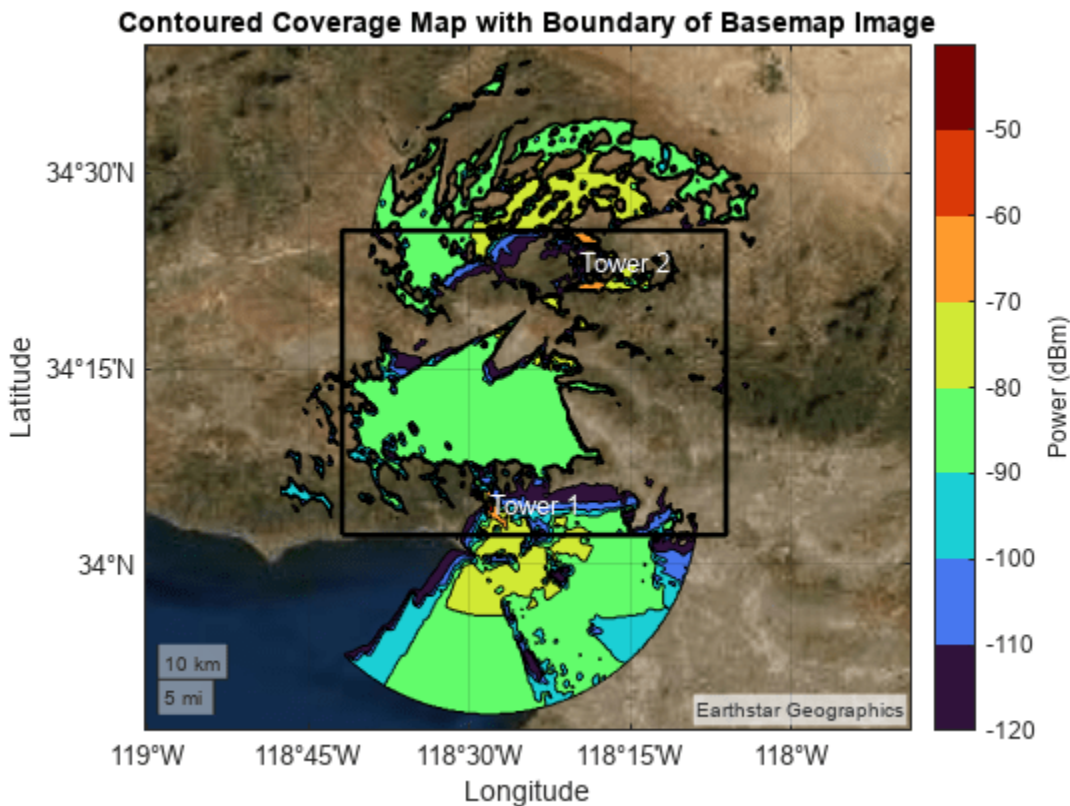 Contoured Coverage Map with Boundary of Basemap Image
34°30'N
34°15'N
34°N
Latitude
Tower 2
Tower 1
10 km
5 mi
Earthstar Geographics
119°W
118°45'W
118°30'W
118°15'W
118°W
Longitude
-50
-60
-70
-80
-90
-100
-110
-120
Power (dBm)